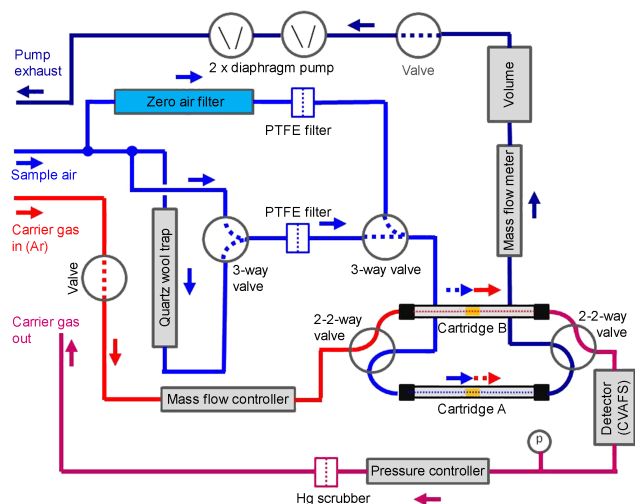 Pump
exhaust
2 x diaphragm pump
Valve
Zero air filter
PTFE filter
Volume
Sample air
Mass flow meter
Carrier gas
in (Ar)
Valve
Quartz wool trap
3-way
valve
PTFE filter
3-way valve
Carrier gas
out
2-2-way
valve
Cartridge B
2-2-way
valve
Mass flow controller
Cartridge A
Detector
(CVAFS)
p
Pressure controller
Hg scrubber